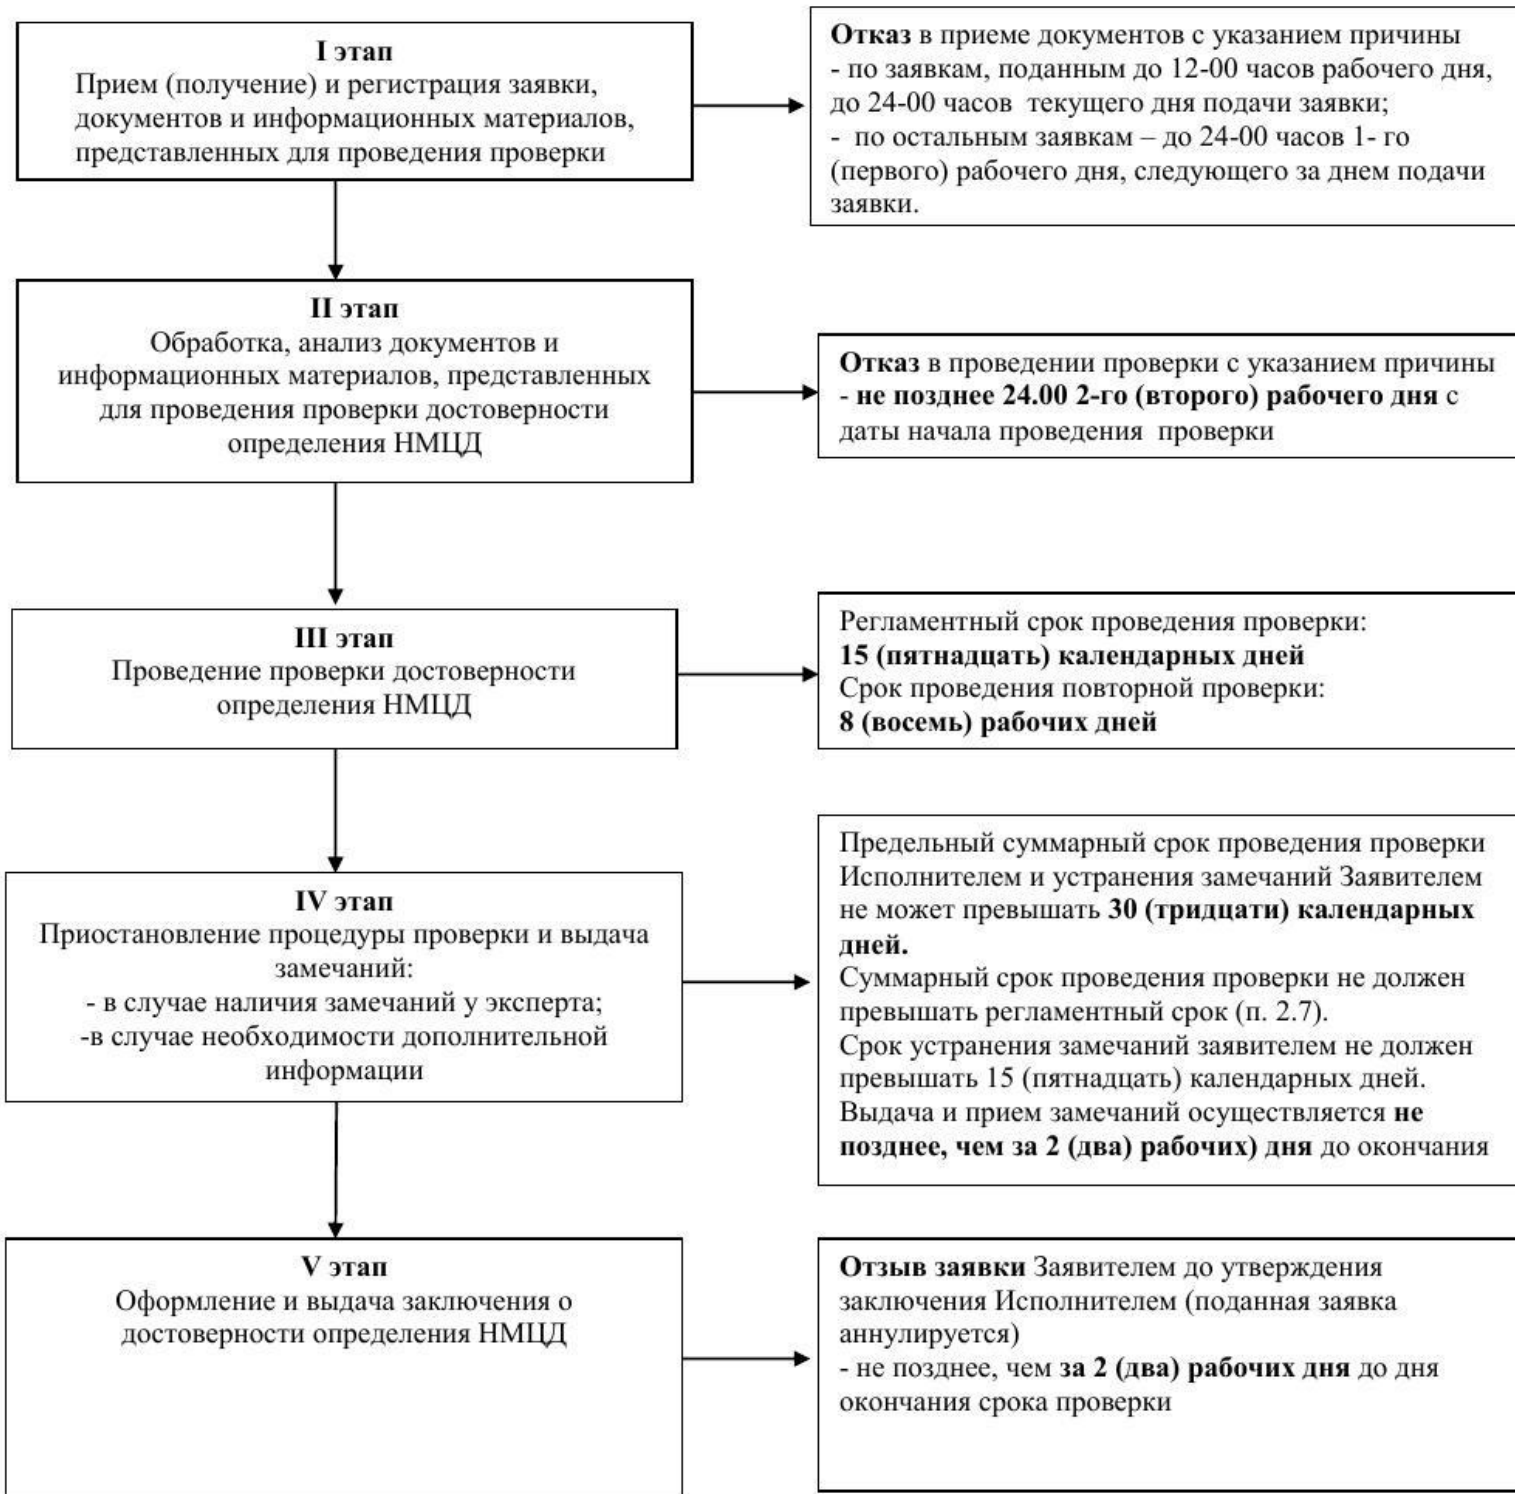 I этап
Прием (получение) и регистрация заявки,
документов и информационных материалов,
представленных для проведения проверки
Отказ в приеме документов с указанием причины
- по заявкам, поданным до 12-00 часов рабочего дня,
до 24-00 часов текущего дня подачи заявки;
- по остальным заявкам – до 24-00 часов 1- го
(первого) рабочего дня, следующего за днем подачи
заявки.
II этап
Обработка, анализ документов и
информационных материалов, представленных
для проведения проверки достоверности
определения НМЦД
Отказ в проведении проверки с указанием причины
- не позднее 24.00 2-го (второго) рабочего дня с
даты начала проведения проверки
III этап
Проведение проверки достоверности
определения НМЦД
Регламентный срок проведения проверки:
15 (пятнадцать) календарных дней
Срок проведения повторной проверки:
8 (восемь) рабочих дней
IV этап
Приостановление процедуры проверки и выдача
замечаний:
- в случае наличия замечаний у эксперта;
-в случае необходимости дополнительной
информации
Предельный суммарный срок проведения проверки
Исполнителем и устранения замечаний Заявителем
не может превышать 30 (тридцати) календарных
дней.
Суммарный срок проведения проверки не должен
превышать регламентный срок (п. 2.7).
Срок устранения замечаний заявителем не должен
превышать 15 (пятнадцать) календарных дней.
Выдача и прием замечаний осуществляется не
позднее, чем за 2 (два) рабочих) дня до окончания
V этап
Оформление и выдача заключения о
достоверности определения НМЦД
Отзыв заявки Заявителем до утверждения
заключения Исполнителем (поданная заявка
аннулируется)
- не позднее, чем за 2 (два) рабочих дня до дня
окончания срока проверки